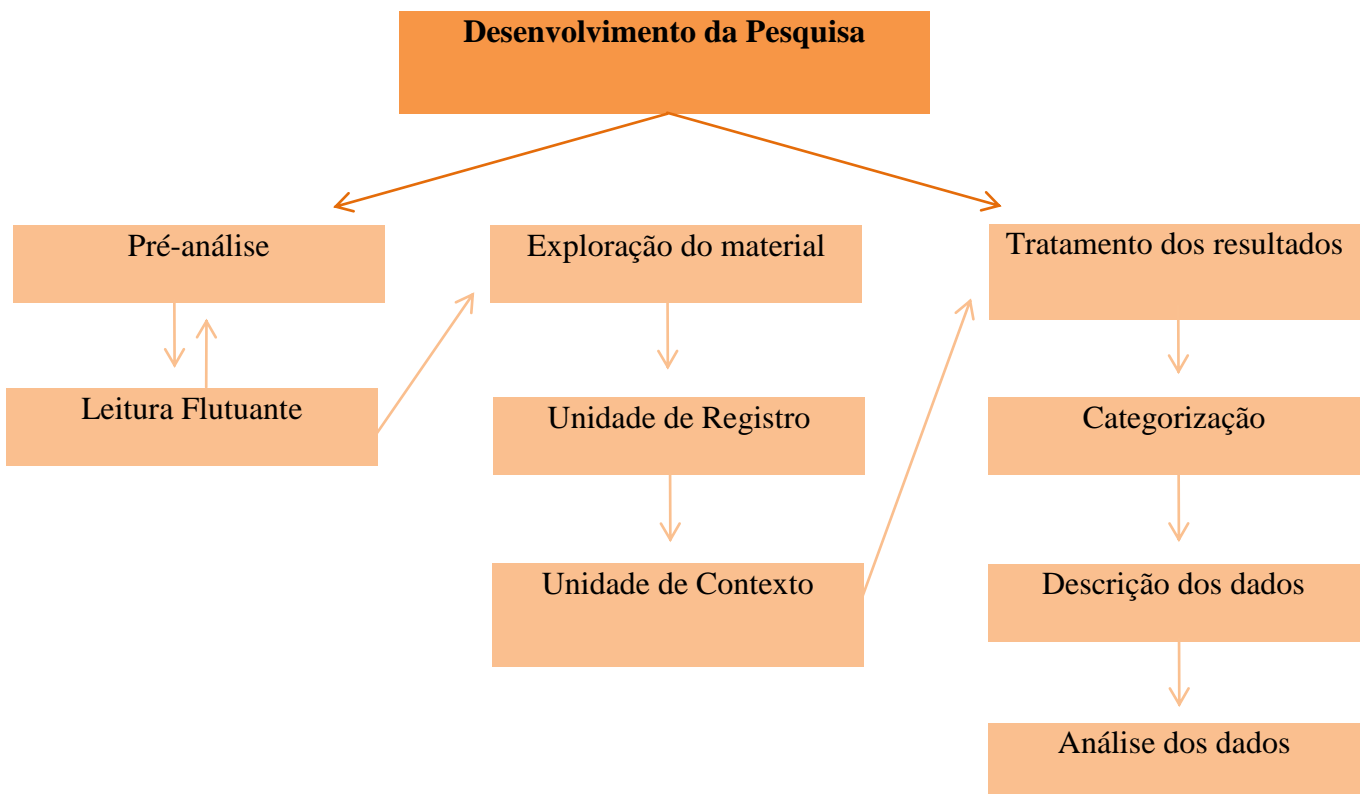 Desenvolvimento da Pesquisa
Pré-análise
Exploração do material
Tratamento dos resultados
Leitura Flutuante
Unidade de Registro
Categorização
Unidade de Contexto
Descrição dos dados
Análise dos dados